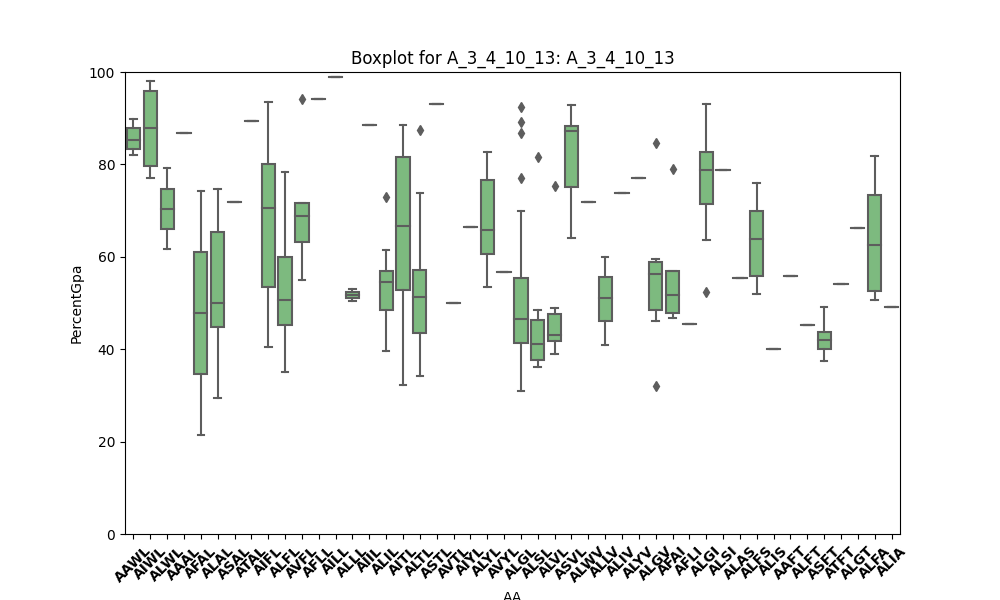 Boxplot for A_3_4_10_13: A_3_4_10_13
PercentGpa
100
80
60
40
20
0
AAWL AIWL ALWL AAAL AFAL ALAL ASAL ATAL AIFL ALFL AVFL AFLL AILL ALLL AIIL ALIL AITL ALTL ASTL AVTL AIYL ALYL AVYL ALGL ALSL ALVL ASVL ALWV ALLV ALIV ALYV ALGV AFAI AFLI ALGI ALSI ALAS ALFS ALIS AAFT ALFT ASFT ATFT ALGT ALFA ALIA
AA